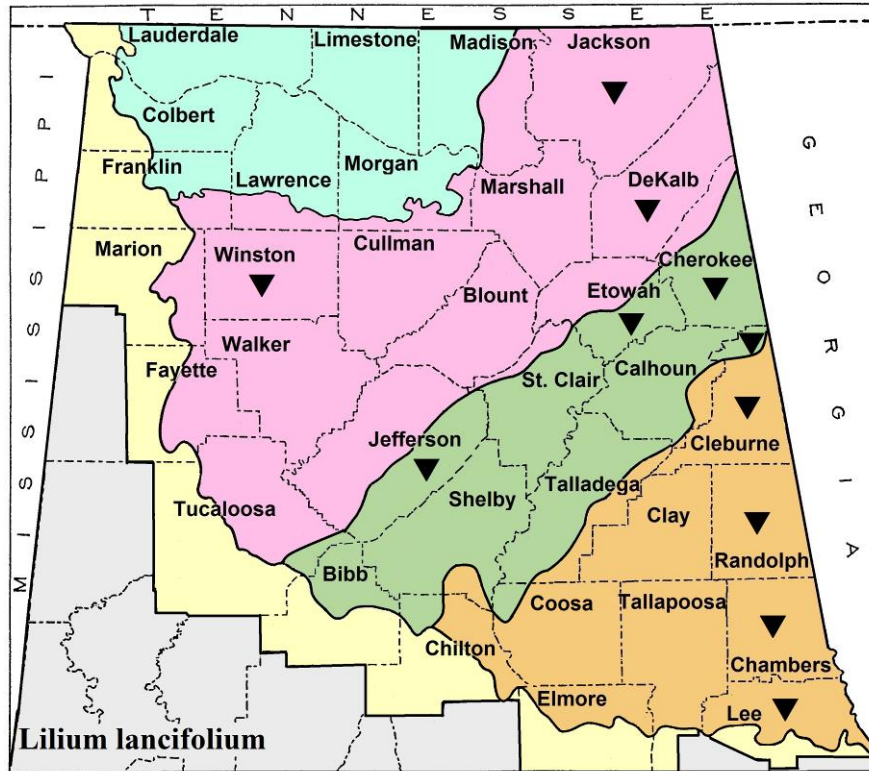 T E N N E S S E E
Lauderdale Limestone Madison Jackson
Colbert
Franklin Lawrence Morgan Marshall DeKalb
Marion Winston Cullman Cherokee
Blount Etowah
Walker
Fayette St. Clair Calhoun
Jefferson Cleburne
Tucaloosa Shelby Talladega Clay
Randolph
Bibb Coosa Tallapoosa
Chilton Chambers
Elmore Lee
Lilium lancifolium
M I S S I S S I P P I
G E O R G I A